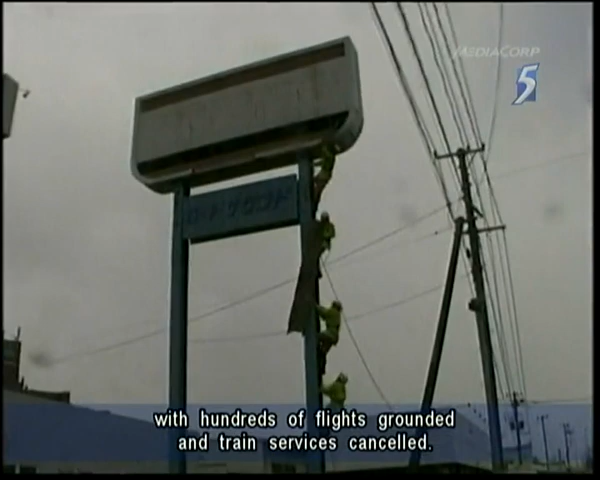 MEDIACORP
5
with hundreds of flights grounded
and train services cancelled.